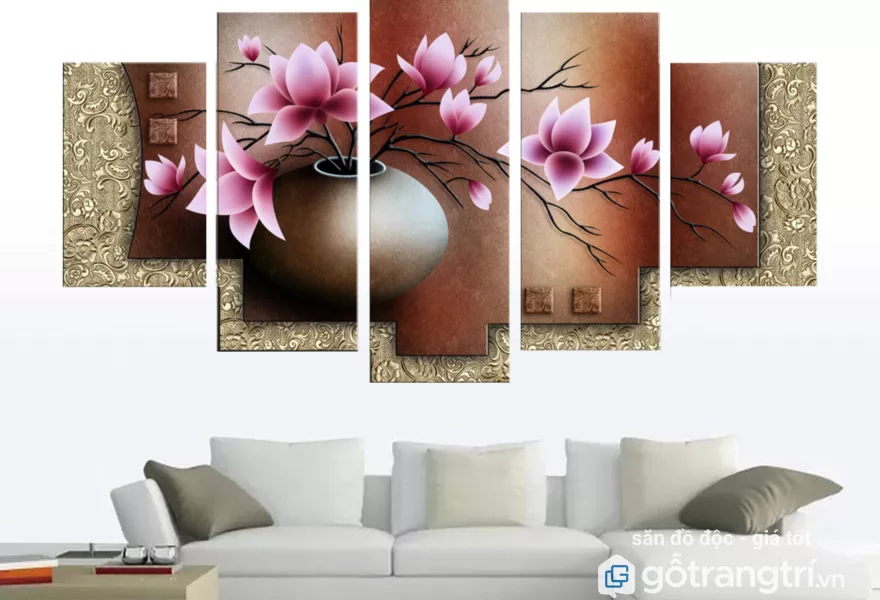 săn đồ độc - giá tốt
gỗtrangtrí.vn